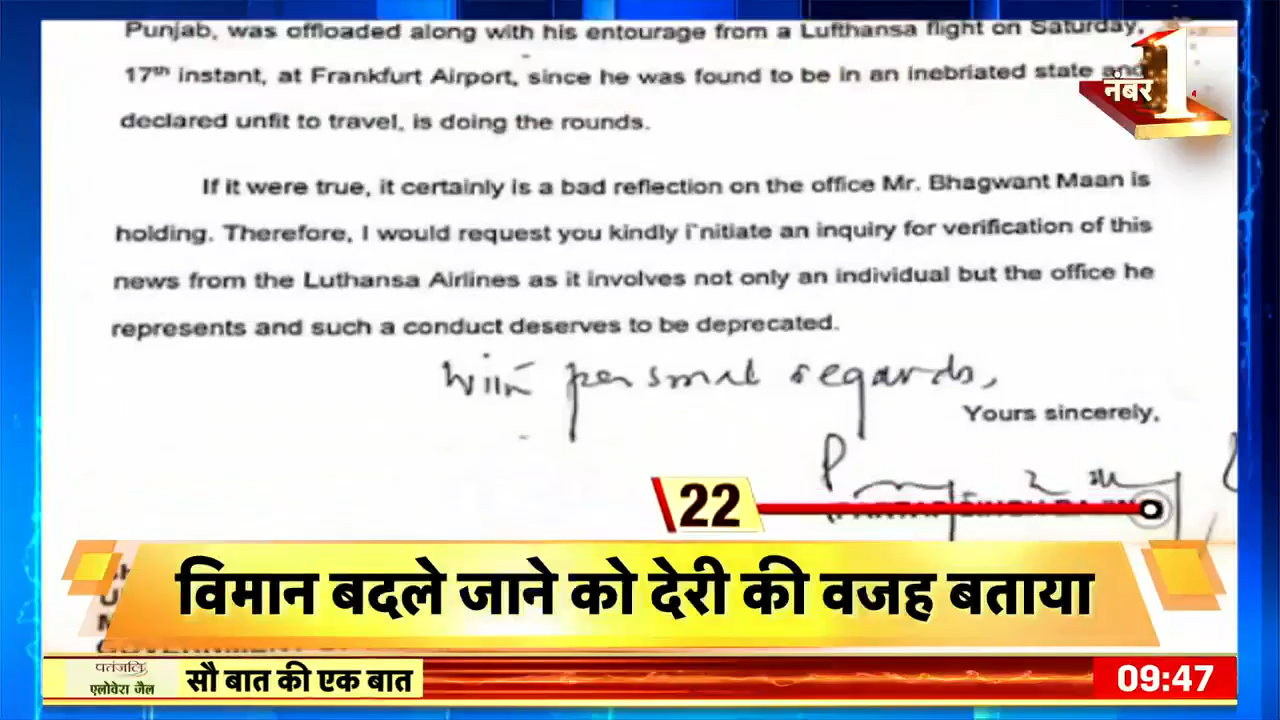 Punjab, was offloaded along with his entourage from a Lufthansa flight on Saturday,
17th instant, at Frankfurt Airport, since he was found to be in an inebriated state and
नंबर 1
declared unfit to travel, is doing the rounds.
If it were true, it certainly is a bad reflection on the office Mr. Bhagwant Maan is
holding. Therefore, I would request you kindly i'nitiate an inquiry for verification of this
news from the Luthansa Airlines as it involves not only an individual but the office he
represents and such a conduct deserves to be deprecated.
With personal regards,
Yours sincerely,
22
विमान बदले जाने को देरी की वजह बताया
पतंजलि
एलोवेरा जैल
सौ बात की एक बात
09:47